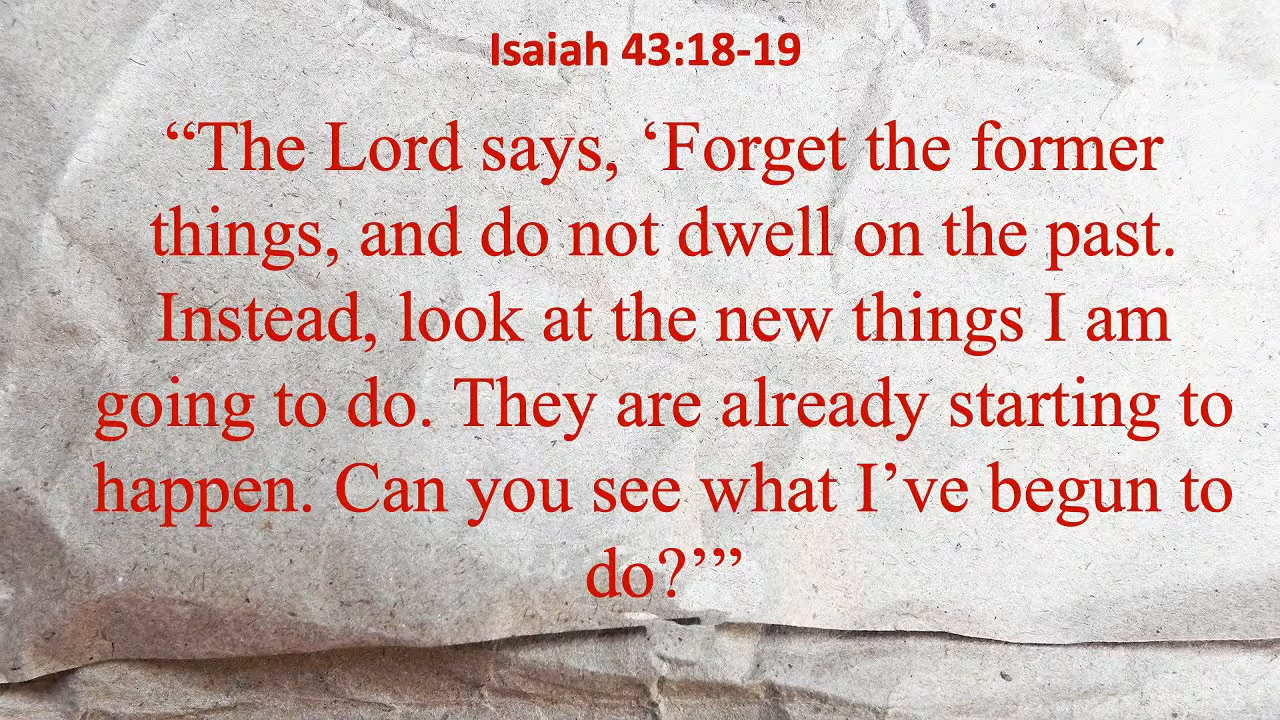 Isaiah 43:18-19
“The Lord says, ‘Forget the former
things, and do not dwell on the past.
Instead, look at the new things I am
going to do. They are already starting to
happen. Can you see what I’ve begun to
do?’”